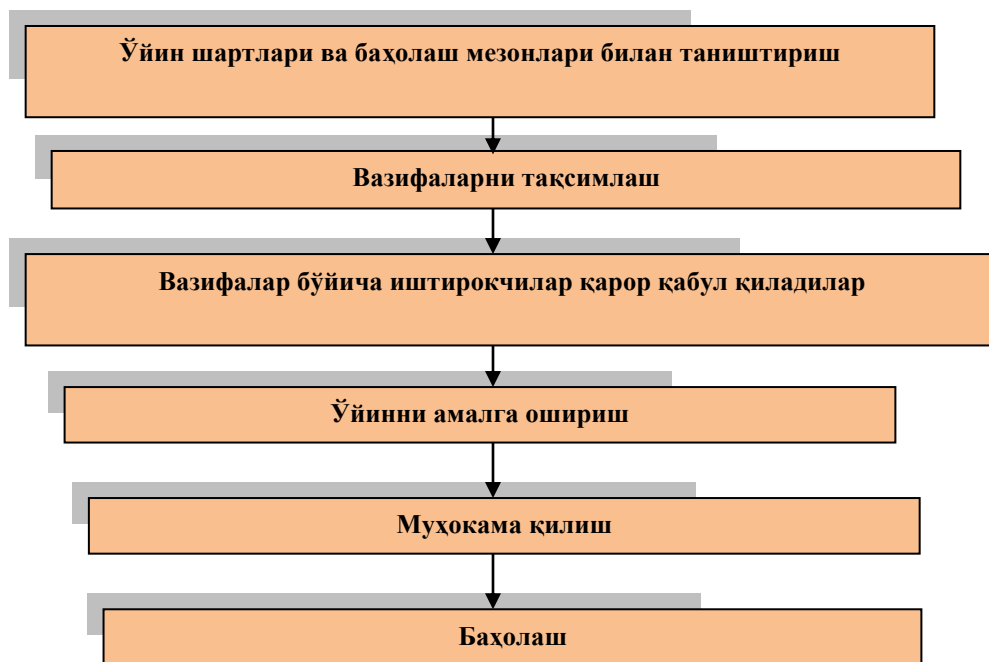 Ўйин шартлари ва баҳолаш мезонлари билан таништириш
Вазифаларни тақсимлаш
Вазифалар бўйича иштирокчилар қарор қабул қиладилар
Ўйинни амалга ошириш
Муҳокама қилиш
Баҳолаш